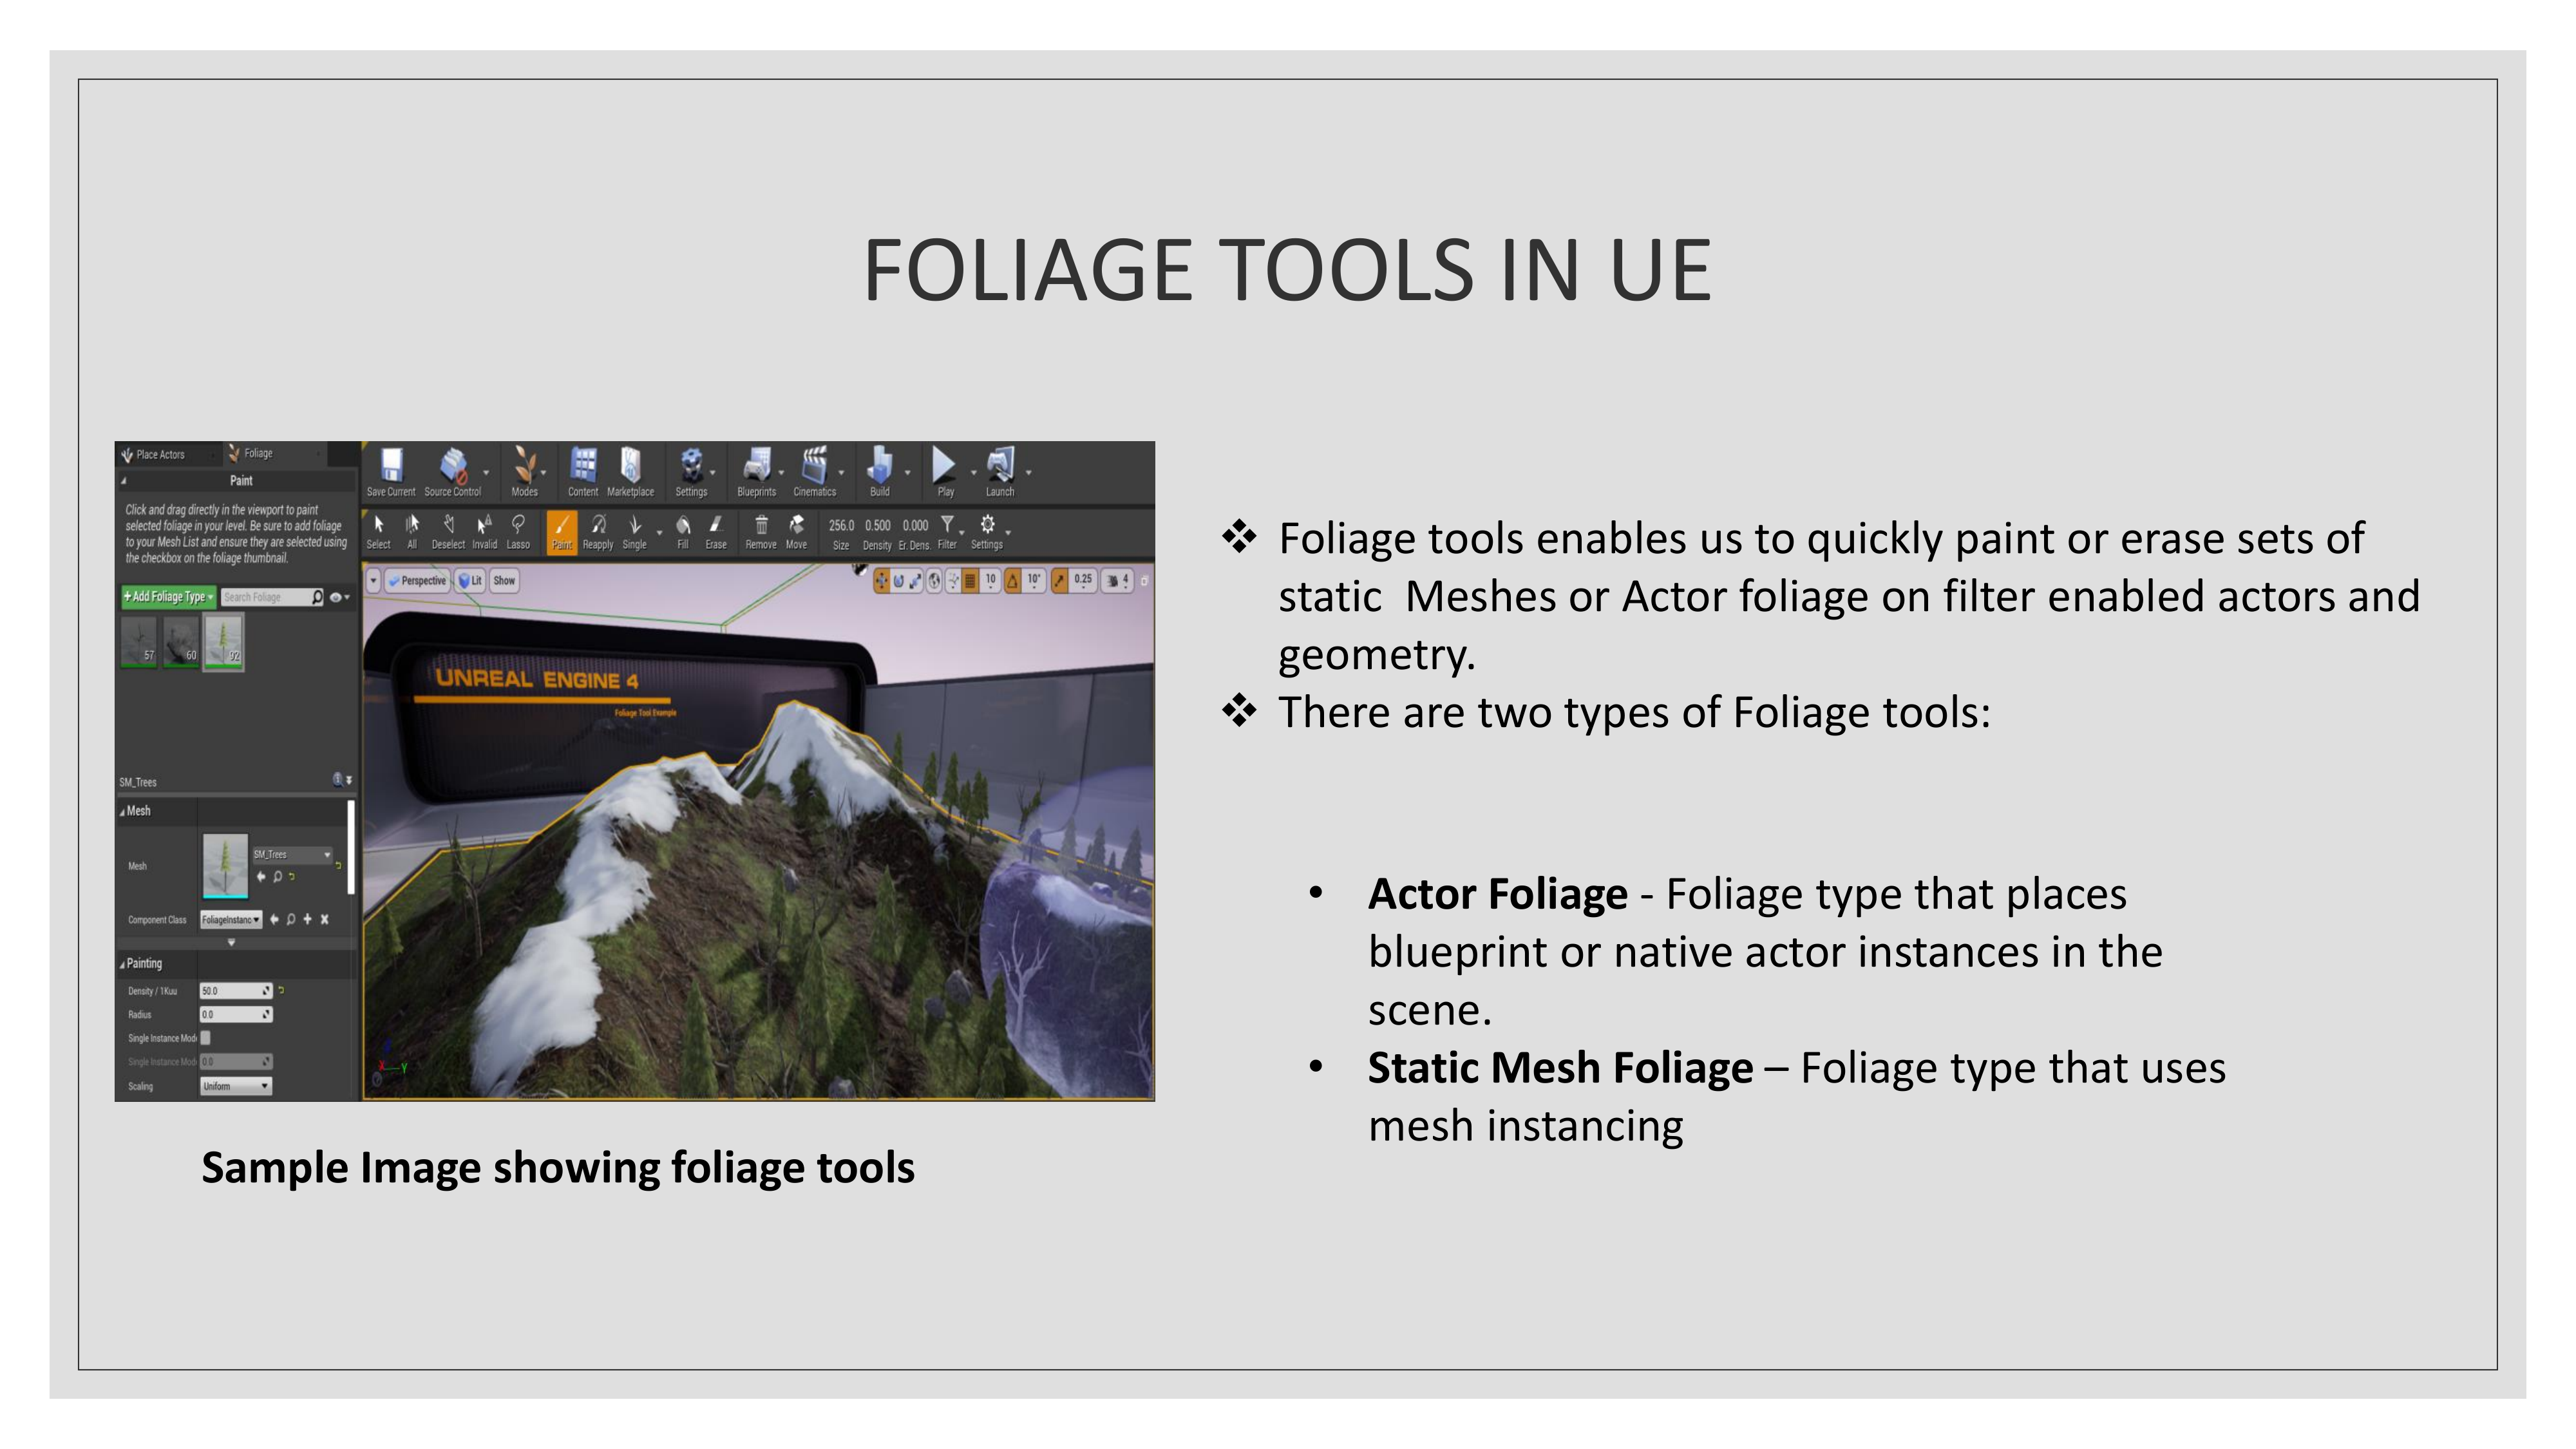 FOLIAGE TOOLS IN UE
Place Actors
Foliage
Paint
Click and drag directly in the viewport to paint
selected foliage in your level. Be sure to add foliage
to your Mesh List and ensure they are selected using
the checkbox on the foliage thumbnail.
+Add Foliage Type
Search Foliage
57 60 92
SM_Trees
Mesh
Mesh
SM_Trees
Component Class
FoliageInstanc
Painting
Density / 1Kuu 50.0
Radius 0.0
Single Instance Mod
Single Instance Mod 0.0
Scaling Uniform
Save Current Source Control Modes Content Marketplace Settings Blueprints Cinematics Build Play Launch
256.0 0.500 0.000
Select All Deselect Invalid Lasso Paint Reapply Single Fill Erase Remove Move Size Density Er. Dens. Filter Settings
Perspective Lit Show
10 10° 0.25 4
UNREAL ENGINE 4
Foliage Tool Example
X Y
Sample Image showing foliage tools
❖ Foliage tools enables us to quickly paint or erase sets of
static Meshes or Actor foliage on filter enabled actors and
geometry.
❖ There are two types of Foliage tools:
• Actor Foliage - Foliage type that places
blueprint or native actor instances in the
scene.
• Static Mesh Foliage – Foliage type that uses
mesh instancing